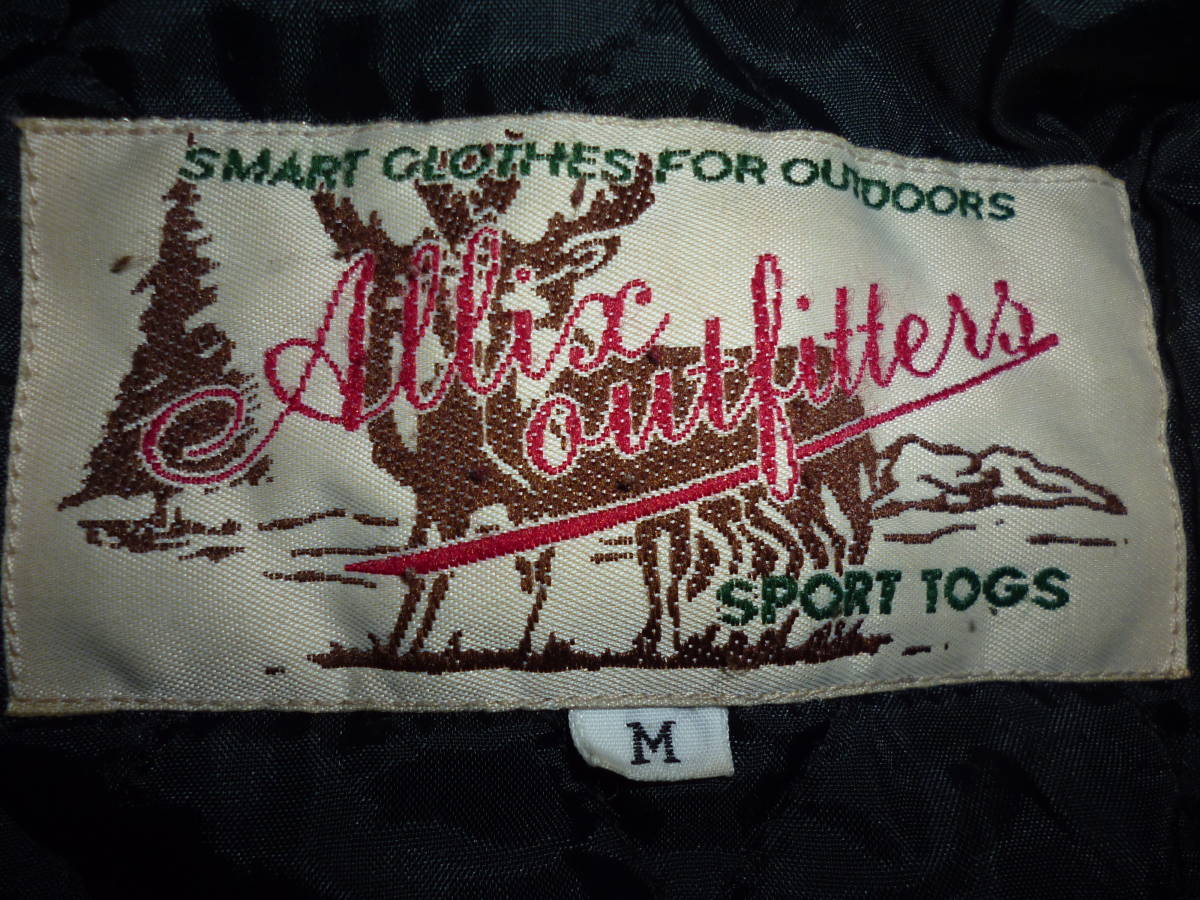 SMART CLOTHES FOR OUTDOORS
Allix
outfitters
SPORT TOGS
M